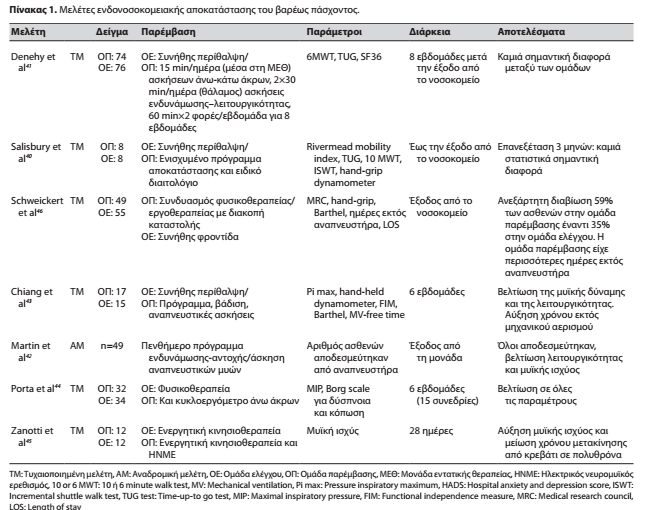 Πίνακας 1. Μελέτες ενδονοσοκομειακής αποκατάστασης του βαρέως πάσχοντος.
Μελέτη Δείγμα Παρέμβαση Παράμετροι Διάρκεια Αποτελέσματα
Denehy et ΤΜ ΟΠ: 74 ΟΕ: Συνήθης περίθαλψη/ 6MWT, TUG, SF36 8 εβδομάδες μετά Καμιά σημαντική διαφορά
al⁴¹ ΟΕ: 76 ΟΠ: 15 min/ημέρα (μέσα στη ΜΕΘ) την έξοδο από μεταξύ των ομάδων
ασκήσεων άνω-κάτω άκρων, 2×30 το νοσοκομείο
min/ημέρα (θάλαμος) ασκήσεις
ενδυνάμωσης–λειτουργικότητας,
60 min×2 φορές/εβδομάδα για 8
εβδομάδες
Salisbury et ΤΜ ΟΠ: 8 ΟΕ: Συνήθης περίθαλψη/ Rivermead mobility Έως την έξοδο από Επανεξέταση 3 μηνών: καμιά
al⁴⁰ ΟΕ: 8 ΟΠ: Ενισχυμένο πρόγραμμα index, TUG, 10 MWT, το νοσοκομείο στατιστικά σημαντική
αποκατάστασης και ειδικό ISWT, hand-grip διαφορά
διαιτολόγιο dynamometer
Schweickert ΤΜ ΟΠ: 49 ΟΠ: Συνδυασμός φυσικοθεραπείας/ MRC, hand-grip, Έξοδος από το Ανεξάρτητη διαβίωση 59%
et al⁴⁶ ΟΕ: 55 εργοθεραπείας με διακοπή Barthel, ημέρες εκτός νοσοκομείο των ασθενών στην ομάδα
καταστολής αναπνευστήρα, LOS παρέμβασης έναντι 35%
ΟΕ: Συνήθης φροντίδα στην ομάδα ελέγχου. Η
ομάδα παρέμβασης είχε
περισσότερες ημέρες εκτός
αναπνευστήρα
Chiang et ΤΜ ΟΠ: 17 ΟΕ: Συνήθης περίθαλψη/ Pi max, hand-held 6 εβδομάδες Βελτίωση της μυϊκής δύναμης
al⁴³ ΟΕ: 15 ΟΠ: Πρόγραμμα, βάδιση, dynamometer, FIM, και της λειτουργικότητας.
αναπνευστικές ασκήσεις Barthel, MV-free time Αύξηση χρόνου εκτός
μηχανικού αερισμού
Martin et ΑΜ n=49 Πενθήμερο πρόγραμμα Αριθμός ασθενών Έξοδος από Όλοι αποδεσμεύτηκαν,
al⁴² ενδυνάμωσης-αντοχής/άσκηση αποδεσμεύτηκαν τη μονάδα βελτίωση λειτουργικότητας
αναπνευστικών μυών από αναπνευστήρα και μυϊκής ισχύος
Porta et al⁴⁴ ΤΜ ΟΠ: 32 ΟΕ: Φυσικοθεραπεία MIP, Borg scale 6 εβδομάδες Βελτίωση σε όλες
ΟΕ: 34 ΟΠ: Και κυκλοεργόμετρο άνω άκρων για δύσπνοια (15 συνεδρίες) τις παραμέτρους
και κόπωση
Zanotti et ΤΜ ΟΠ: 12 ΟΕ: Ενεργητική κινησιοθεραπεία Μυϊκή ισχύς 28 ημέρες Αύξηση μυϊκής ισχύος και
al⁴⁵ ΟΕ: 12 ΟΠ: Ενεργητική κινησιοθεραπεία και μείωση χρόνου μετακίνησης
ΗΝΜΕ από κρεβάτι σε πολυθρόνα
ΤΜ: Τυχαιοποιημένη μελέτη, ΑΜ: Αναδρομική μελέτη, ΟΕ: Ομάδα ελέγχου, ΟΠ: Ομάδα παρέμβασης, ΜΕΘ: Μονάδα εντατικής θεραπείας, ΗΝΜΕ: Ηλεκτρικός νευρομυϊκός
ερεθισμός, 10 or 6 MWT: 10 ή 6 minute walk test, MV: Mechanical ventilation, Pi max: Pressure inspiratory maximum, HADS: Hospital anxiety and depression score, ISWT:
Incremental shuttle walk test, TUG test: Time-up-to go test, MIP: Maximal inspiratory pressure, FIM: Functional independence measure, MRC: Medical research council,
LOS: Length of stay